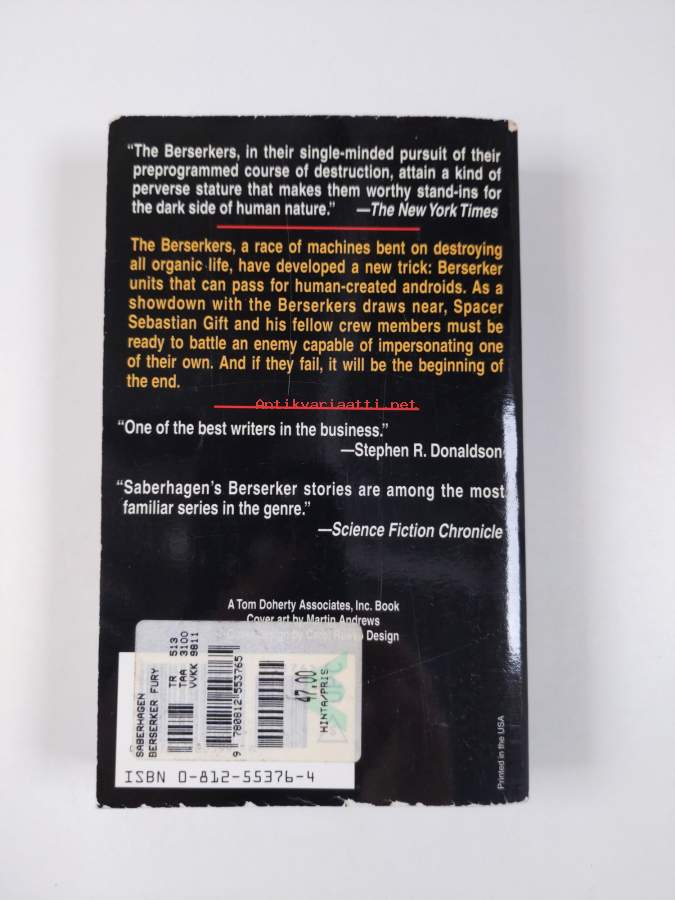 “The Berserkers, in their single-minded pursuit of their
preprogrammed course of destruction, attain a kind of
perverse stature that makes them worthy stand-ins for
the dark side of human nature.” —The New York Times
The Berserkers, a race of machines bent on destroying
all organic life, have developed a new trick: Berserker
units that can pass for human-created androids. As a
showdown with the Berserkers draws near, Spacer
Sebastian Gift and his fellow crew members must be
ready to battle an enemy capable of impersonating one
of their own. And if they fail, it will be the beginning of
the end.
Antikvariaatti.net
“One of the best writers in the business.”
—Stephen R. Donaldson
“Saberhagen’s Berserker stories are among the most
familiar series in the genre.”
—Science Fiction Chronicle
A Tom Doherty Associates, Inc. Book
Cover art by Martin Andrews
Design
SABERHAGEN
BERSERKER FURY
TR 513
TAA 3100
VVKK 9811
9 780812 553765
47,00
HINTA/PRIS
ISBN 0-812-55376-4
Printed in the USA